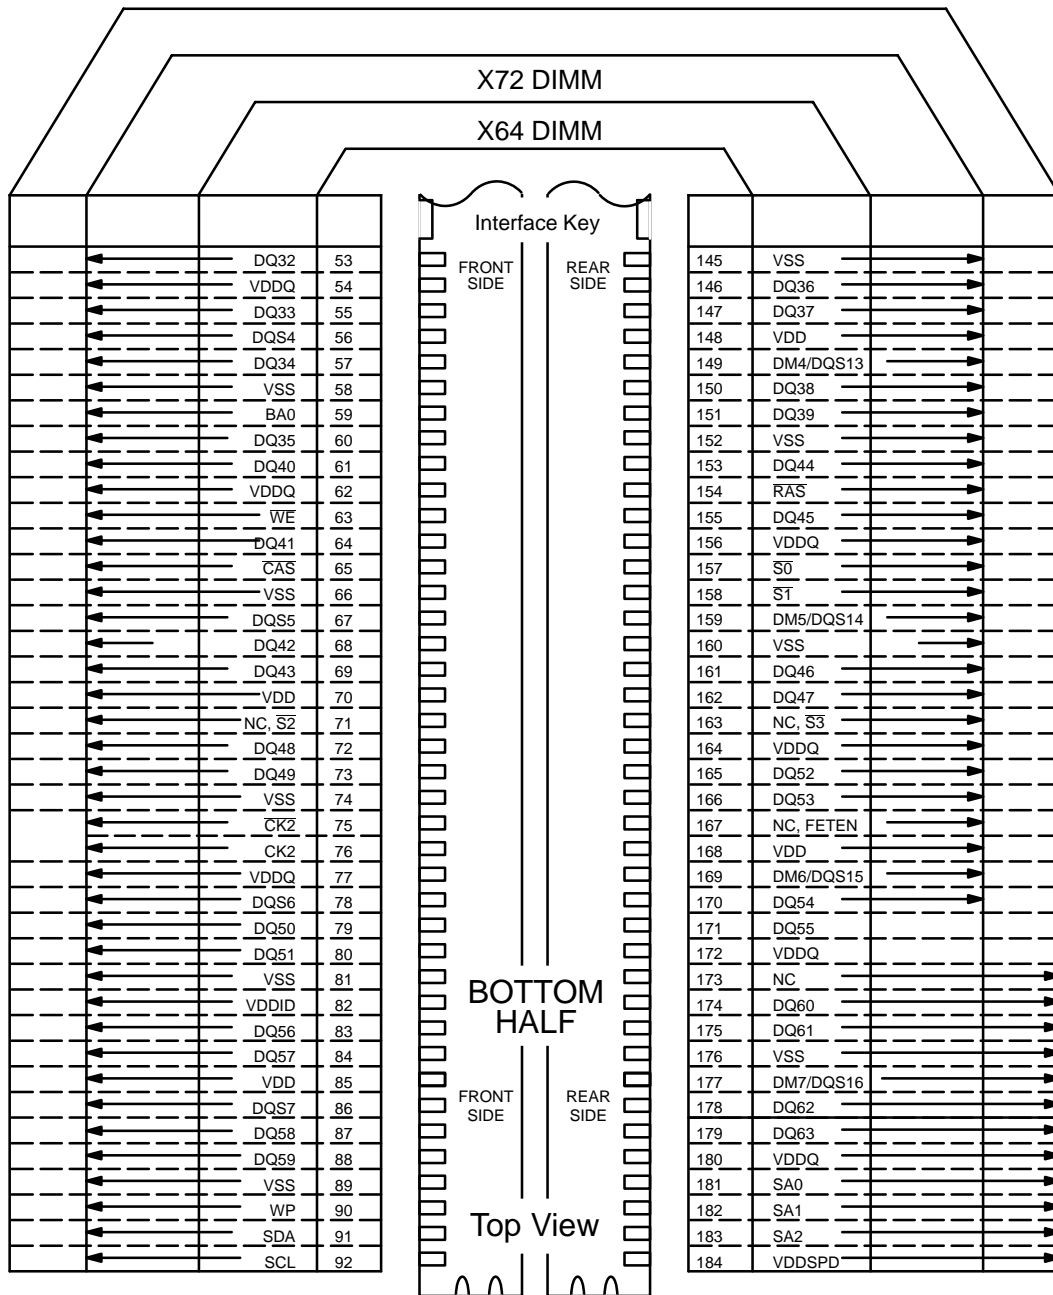 X72 DIMM
X64 DIMM
Interface Key
FRONT SIDE
REAR SIDE
DQ32 53
VDDQ 54
DQ33 55
DQS4 56
DQ34 57
VSS 58
BA0 59
DQ35 60
DQ40 61
VDDQ 62
W̅E̅ 63
DQ41 64
C̅A̅S̅ 65
VSS 66
DQS5 67
DQ42 68
DQ43 69
VDD 70
NC, S̅2̅ 71
DQ48 72
DQ49 73
VSS 74
C̅K̅2̅ 75
CK2 76
VDDQ 77
DQS6 78
DQ50 79
DQ51 80
VSS 81
VDDID 82
DQ56 83
DQ57 84
VDD 85
DQS7 86
DQ58 87
DQ59 88
VSS 89
WP 90
SDA 91
SCL 92
BOTTOM
HALF
FRONT SIDE
REAR SIDE
Top View
145 VSS
146 DQ36
147 DQ37
148 VDD
149 DM4/DQS13
150 DQ38
151 DQ39
152 VSS
153 DQ44
154 R̅A̅S̅
155 DQ45
156 VDDQ
157 S̅0̅
158 S̅1̅
159 DM5/DQS14
160 VSS
161 DQ46
162 DQ47
163 NC, S̅3̅
164 VDDQ
165 DQ52
166 DQ53
167 NC, FETEN
168 VDD
169 DM6/DQS15
170 DQ54
171 DQ55
172 VDDQ
173 NC
174 DQ60
175 DQ61
176 VSS
177 DM7/DQS16
178 DQ62
179 DQ63
180 VDDQ
181 SA0
182 SA1
183 SA2
184 VDDSPD